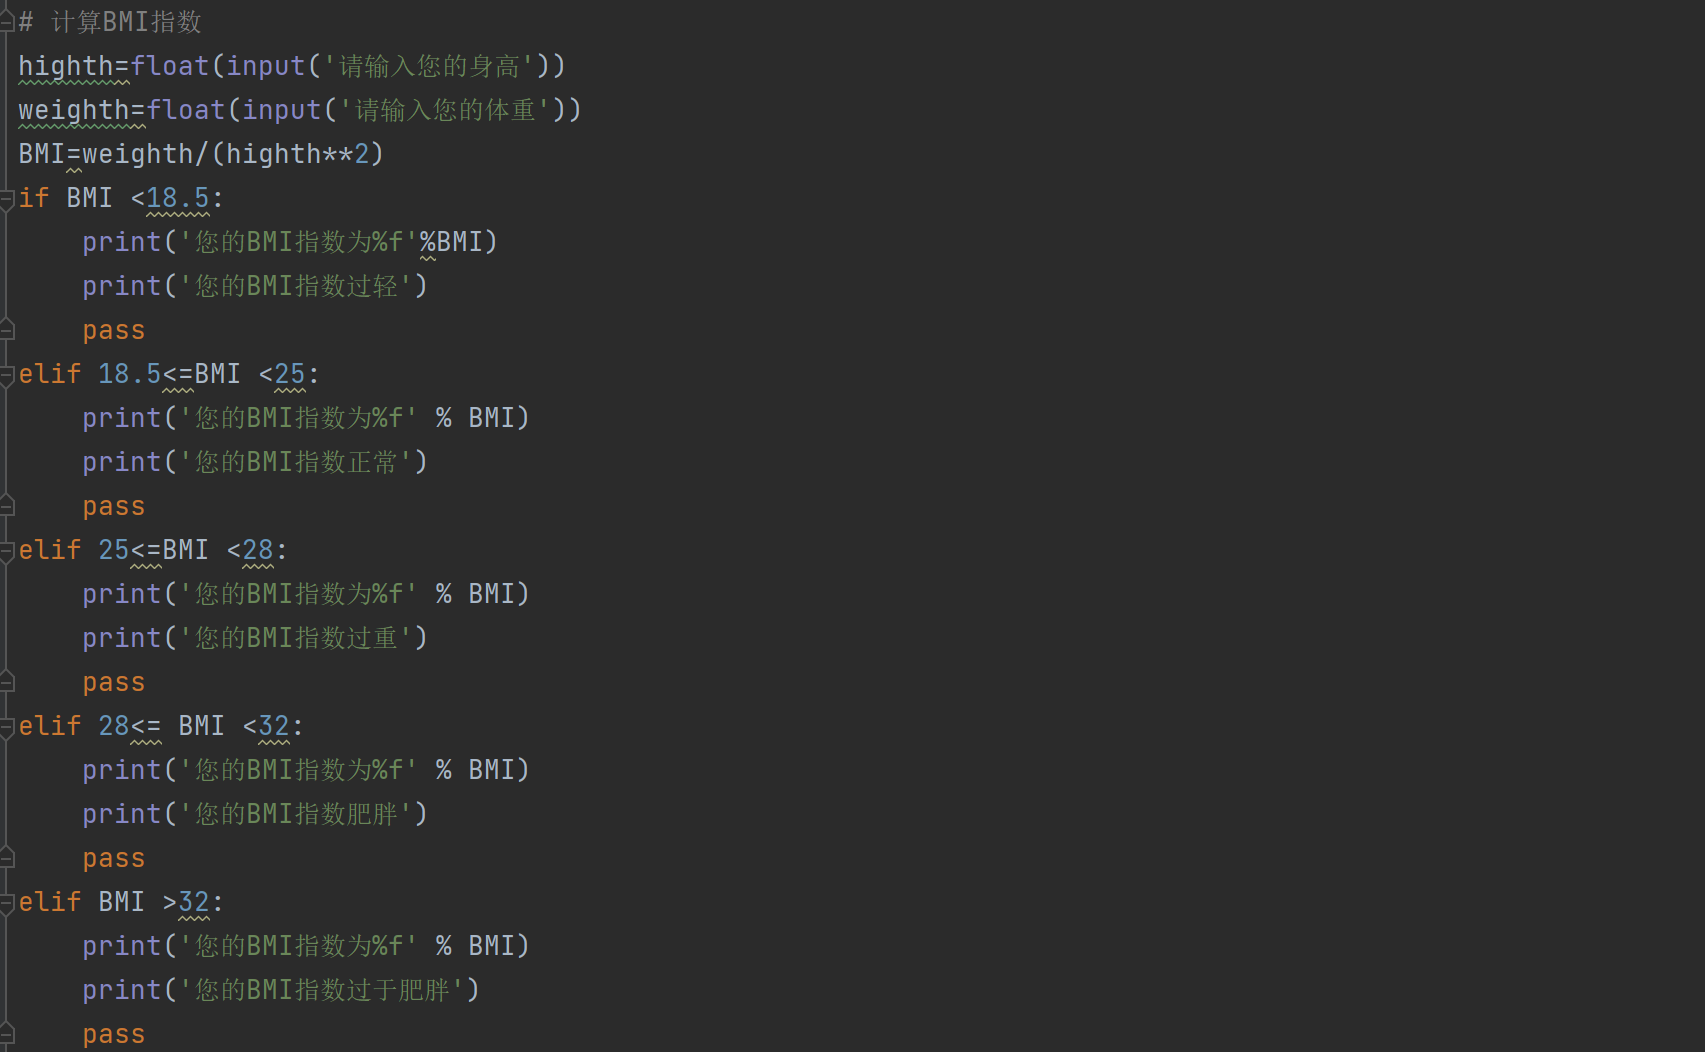 # 计算BMI指数
highth=float(input('请输入您的身高'))
weighth=float(input('请输入您的体重'))
BMI=weighth/(highth**2)
if BMI <18.5:
    print('您的BMI指数为%f'%BMI)
    print('您的BMI指数过轻')
    pass
elif 18.5<=BMI <25:
    print('您的BMI指数为%f' % BMI)
    print('您的BMI指数正常')
    pass
elif 25<=BMI <28:
    print('您的BMI指数为%f' % BMI)
    print('您的BMI指数过重')
    pass
elif 28<= BMI <32:
    print('您的BMI指数为%f' % BMI)
    print('您的BMI指数肥胖')
    pass
elif BMI >32:
    print('您的BMI指数为%f' % BMI)
    print('您的BMI指数过于肥胖')
    pass